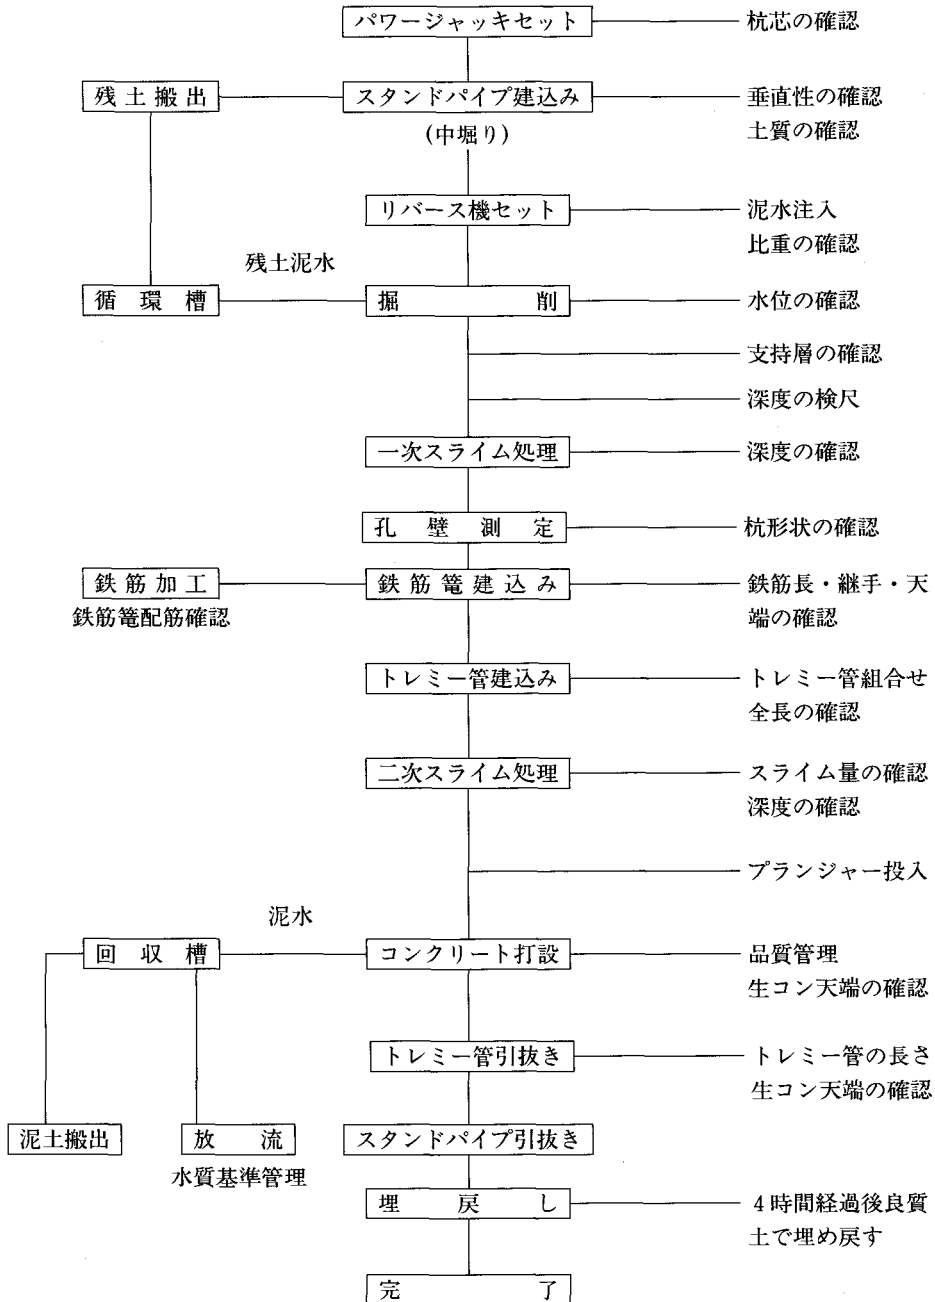 パワージャッキセット
杭芯の確認
残土搬出
スタンドパイプ建込み
垂直性の確認
(中堀り)
土質の確認
リバース機セット
泥水注入
比重の確認
残土泥水
循環槽
掘削
水位の確認
支持層の確認
深度の検尺
一次スライム処理
深度の確認
孔壁測定
杭形状の確認
鉄筋加工
鉄筋篭建込み
鉄筋長・継手・天
鉄筋篭配筋確認
端の確認
トレミー管建込み
トレミー管組合せ
全長の確認
二次スライム処理
スライム量の確認
深度の確認
プランジャー投入
泥水
回収槽
コンクリート打設
品質管理
生コン天端の確認
トレミー管引抜き
トレミー管の長さ
生コン天端の確認
泥土搬出
放流
スタンドパイプ引抜き
水質基準管理
埋戻し
4時間経過後良質
土で埋め戻す
完了